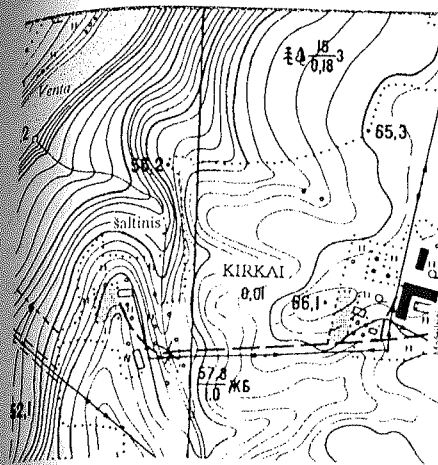 18
0,18 3
Venta
65,3
2
56,2
šaltinis
KIRKAI
0,01
66,1
57,8
1,0 ЖБ
52,1